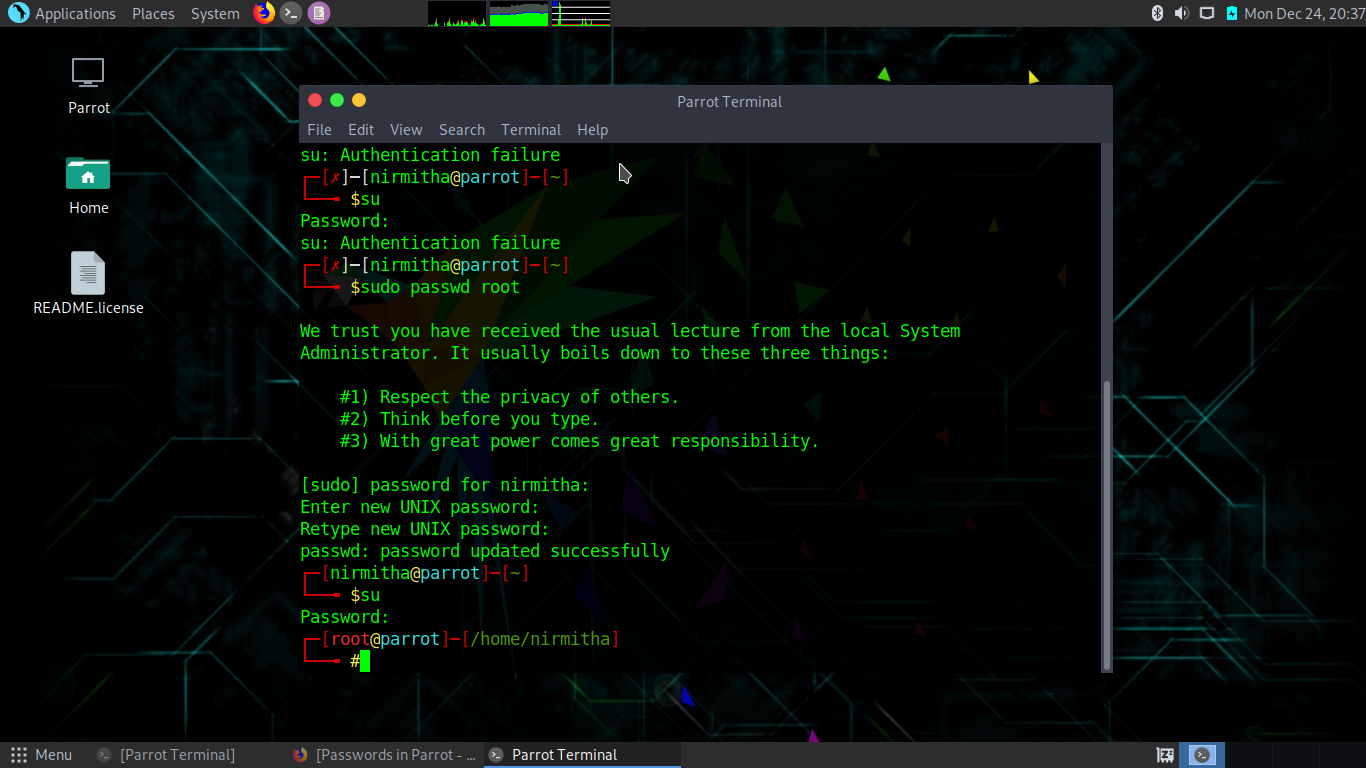 Applications Places System Mon Dec 24, 20:37
Parrot
Home
README.license
Parrot Terminal
File Edit View Search Terminal Help
su: Authentication failure
┌─[✗]─[nirmitha@parrot]─[~]
└──╼ $su
Password:
su: Authentication failure
┌─[✗]─[nirmitha@parrot]─[~]
└──╼ $sudo passwd root
We trust you have received the usual lecture from the local System
Administrator. It usually boils down to these three things:
#1) Respect the privacy of others.
#2) Think before you type.
#3) With great power comes great responsibility.
[sudo] password for nirmitha:
Enter new UNIX password:
Retype new UNIX password:
passwd: password updated successfully
┌─[nirmitha@parrot]─[~]
└──╼ $su
Password:
┌─[root@parrot]─[/home/nirmitha]
└──╼ #
Menu [Parrot Terminal] [Passwords in Parrot - ... Parrot Terminal